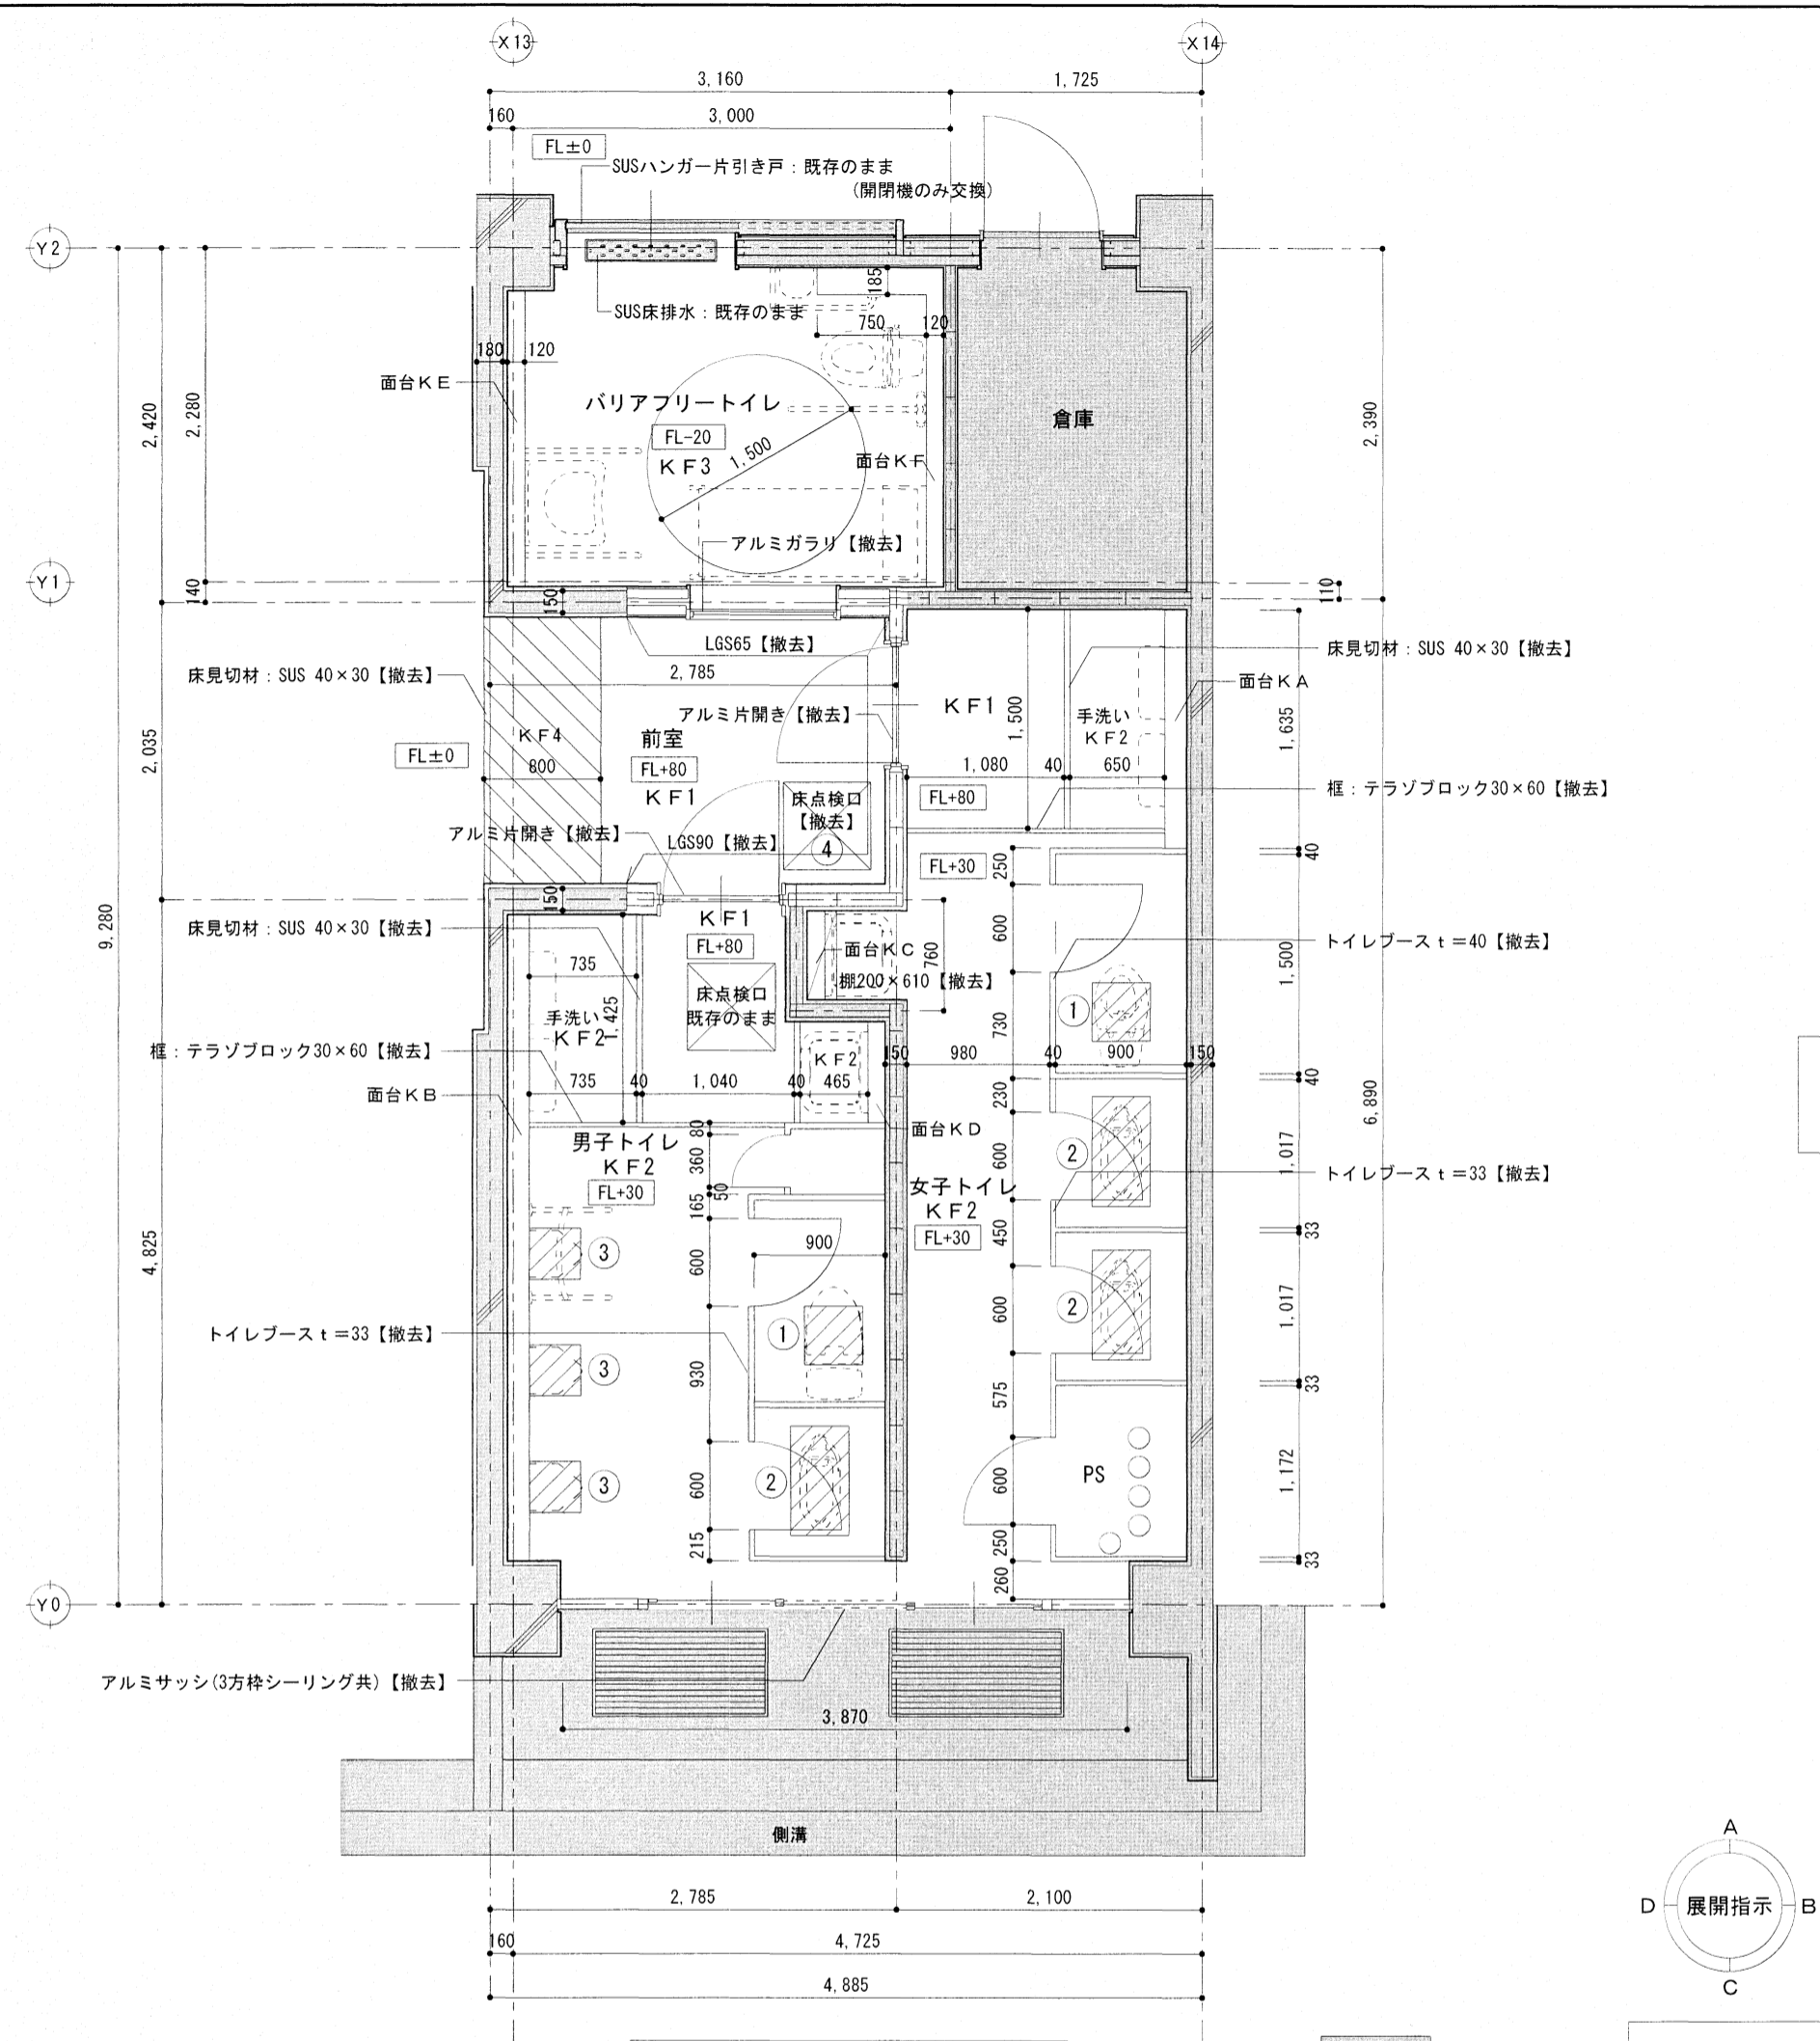 X13
X14
3,160
1,725
160
3,000
FL±0
SUSハンガー片引き戸：既存のまま
（開閉機のみ交換）
Y2
185
SUS床排水：既存のまま
750
120
180
120
面台KE
2,420
2,280
バリアフリートイレ
FL-20
KF3
1,500
面台KF
倉庫
2,390
アルミガラリ【撤去】
Y1
140
150
110
LGS65【撤去】
床見切材：SUS 40×30【撤去】
2,785
床見切材：SUS 40×30【撤去】
面台KA
アルミ片開き【撤去】
KF1
1,500
手洗い
KF2
1,635
2,035
KF4
前室
FL±0
800
FL+80
KF1
1,080
40
650
FL+80
框：テラゾブロック30×60【撤去】
床点検口
【撤去】
4
アルミ片開き【撤去】
LGS90【撤去】
FL+30
250
40
9,280
150
床見切材：SUS 40×30【撤去】
KF1
FL+80
600
トイレブース t＝40【撤去】
面台KC
760
735
棚200×610【撤去】
1,500
床点検口
既存のまま
手洗い
KF2
1,425
1
730
框：テラゾブロック30×60【撤去】
KF2
150
980
40
900
150
735
40
1,040
40
465
40
面台KB
230
6,890
男子トイレ
KF2
FL+30
80
360
50
165
面台KD
600
2
1,017
トイレブース t＝33【撤去】
女子トイレ
KF2
FL+30
450
33
4,825
3
600
900
600
2
1,017
トイレブース t＝33【撤去】
1
3
930
575
33
3
600
2
PS
600
1,172
215
250
33
260
Y0
アルミサッシ(3方枠シーリング共)【撤去】
3,870
側溝
A
D
展開指示
B
C
2,785
2,100
160
4,725
4,885